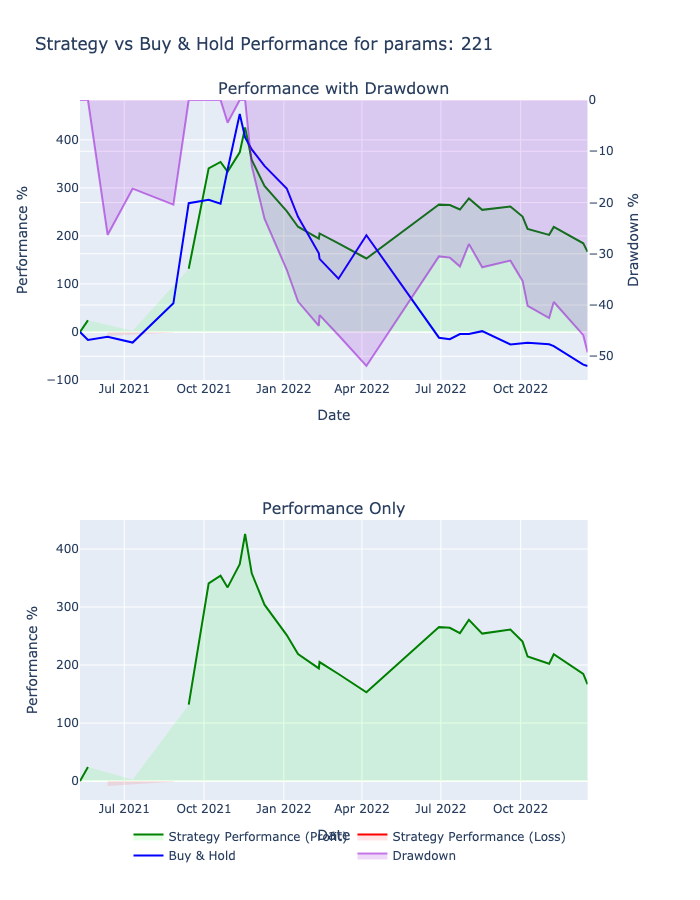 Strategy vs Buy & Hold Performance for params: 221
Performance with Drawdown
400
300
200
100
0
−100
0
−10
−20
−30
−40
−50
Performance %
Drawdown %
Jul 2021 Oct 2021 Jan 2022 Apr 2022 Jul 2022 Oct 2022
Date
Performance Only
400
300
200
100
0
Performance %
Jul 2021 Oct 2021 Jan 2022 Apr 2022 Jul 2022 Oct 2022
Date
Strategy Performance (Profit) Strategy Performance (Loss)
Buy & Hold Drawdown